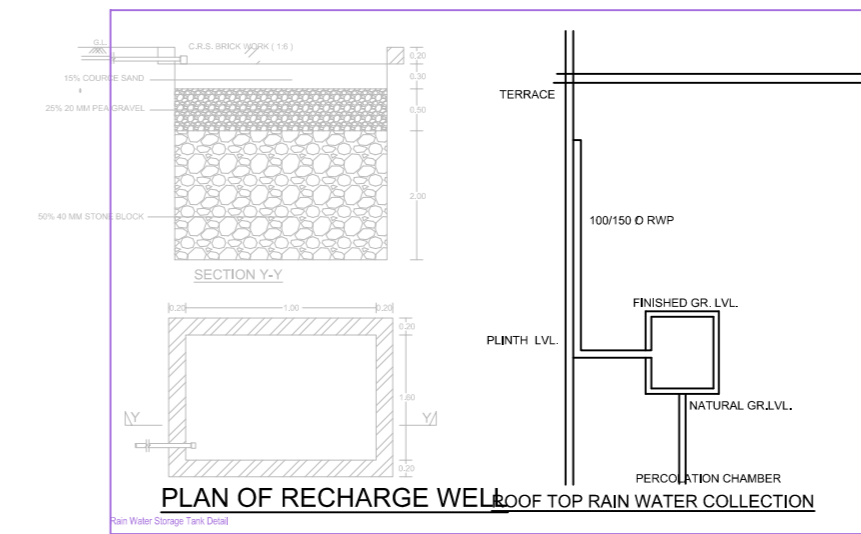 G.L.
C.R.S. BRICK WORK ( 1:6 )
0.20
15% COURCE SAND
0.30
25% 20 MM PEA GRAVEL
0.50
2.00
50% 40 MM STONE BLOCK
SECTION Y-Y
0.20
1.00
0.20
0.20
0.20
Y
Y
PLAN OF RECHARGE WELL
Rain Water Storage Tank Detail
TERRACE
100/150 Ø RWP
FINISHED GR. LVL.
PLINTH LVL.
NATURAL GR.LVL.
PERCOLATION CHAMBER
ROOF TOP RAIN WATER COLLECTION